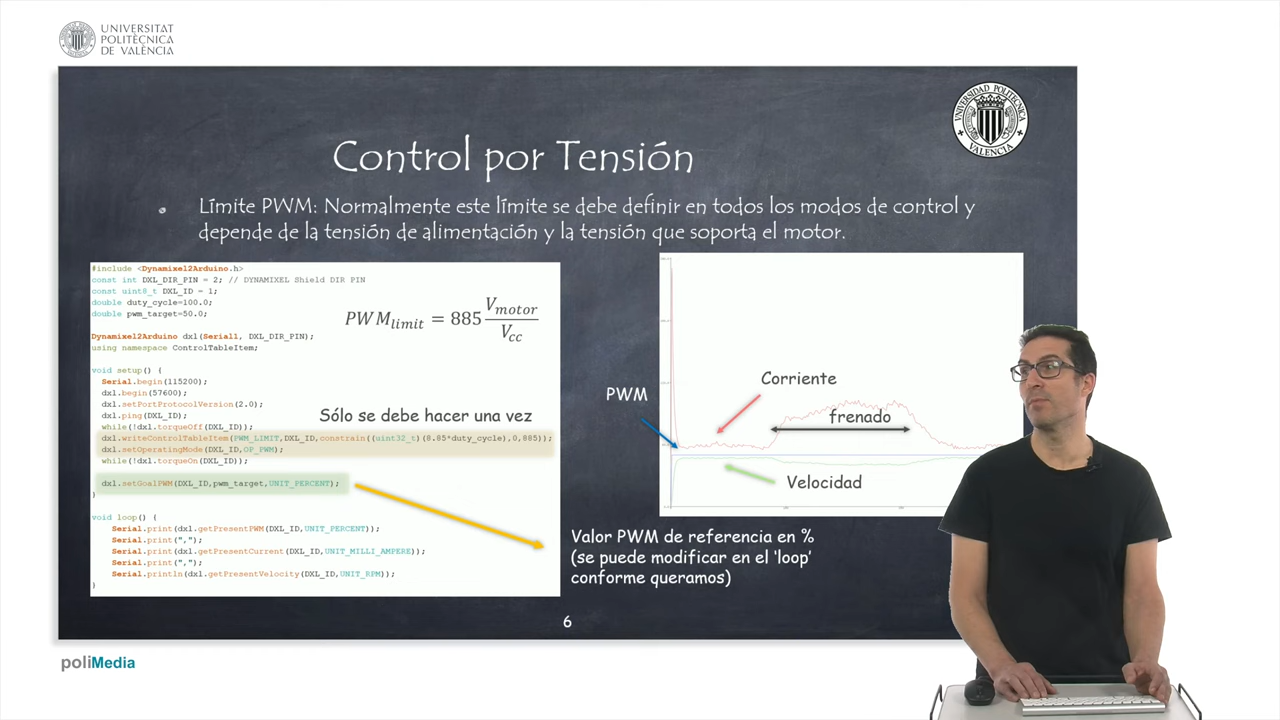 UNIVERSITAT
POLITÈCNICA
DE VALÈNCIA
UNIVERSIDAD POLITECNICA
VALENCIA
Control por Tensión
Límite PWM: Normalmente este límite se debe definir en todos los modos de control y
depende de la tensión de alimentación y la tensión que soporta el motor.
#include <Dynamixel2Arduino.h>
const int DXL_DIR_PIN = 2; // DYNAMIXEL Shield DIR PIN
const uint8_t DXL_ID = 1;
double duty_cycle=100.0;
double pwm_target=50.0;
PWMlimit = 885 Vmotor/Vcc
Dynamixel2Arduino dxl(Serial1, DXL_DIR_PIN);
using namespace ControlTableItem;
void setup() {
Serial.begin(115200);
dxl.begin(57600);
dxl.setPortProtocolVersion(2.0);
dxl.ping(DXL_ID);
Sólo se debe hacer una vez
while(!dxl.torqueOff(DXL_ID));
dxl.writeControlTableItem(PWM_LIMIT,DXL_ID,constrain((uint32_t)(8.85*duty_cycle),0,885));
dxl.setOperatingMode(DXL_ID,OP_PWM);
while(!dxl.torqueOn(DXL_ID));
dxl.setGoalPWM(DXL_ID,pwm_target,UNIT_PERCENT);
}
void loop() {
Serial.print(dxl.getPresentPWM(DXL_ID,UNIT_PERCENT));
Serial.print(",");
Serial.print(dxl.getPresentCurrent(DXL_ID,UNIT_MILLI_AMPERE));
Serial.print(",");
Serial.println(dxl.getPresentVelocity(DXL_ID,UNIT_RPM));
}
PWM
Corriente
frenado
Velocidad
Valor PWM de referencia en %
(se puede modificar en el 'loop'
conforme queramos)
6
poliMedia